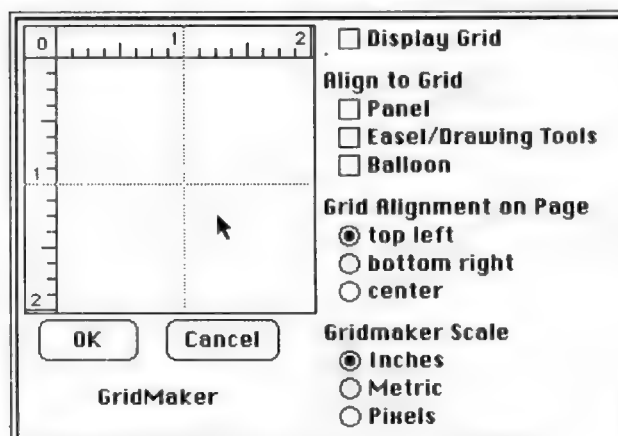 0 1 2
1
2
Display Grid
Align to Grid
Panel
Easel/Drawing Tools
Balloon
Grid Alignment on Page
top left
bottom right
center
Gridmaker Scale
Inches
Metric
Pixels
OK Cancel
GridMaker